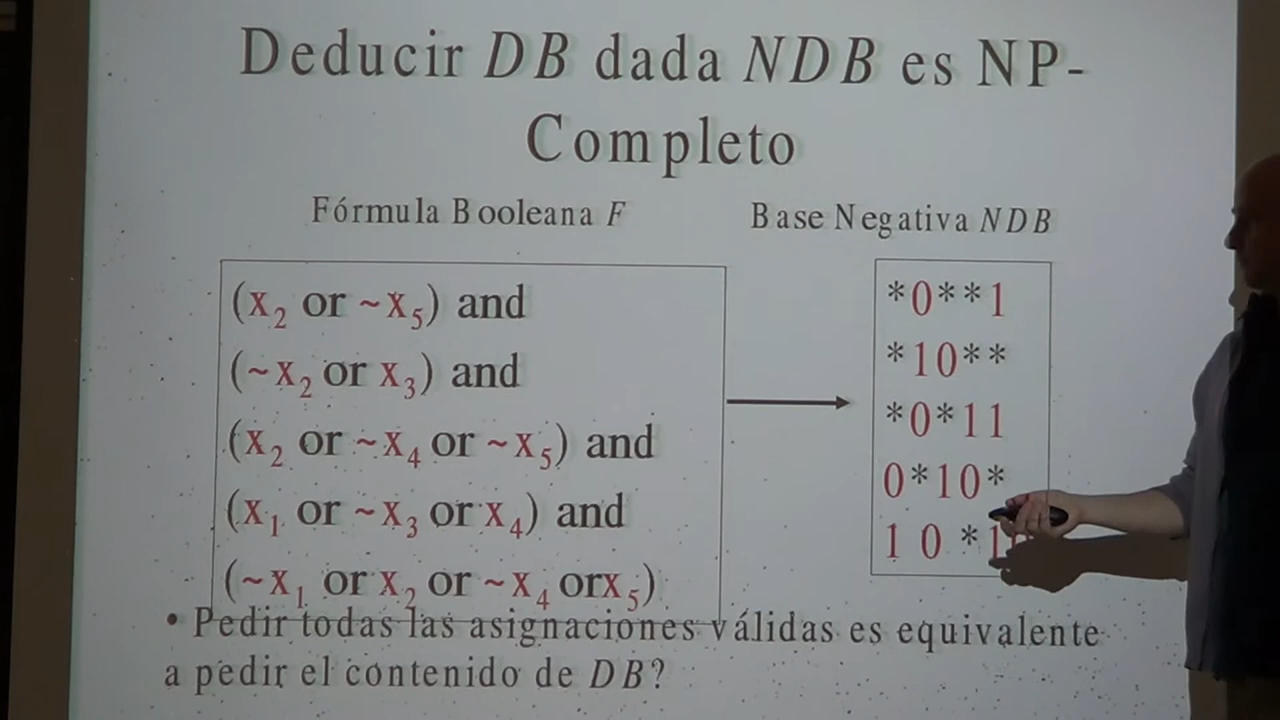 Deducir DB dada NDB es NP-
Completo
Fórmula Booleana F
Base Negativa NDB
(x₂ or ~x₅) and
(~x₂ or x₃) and
(x₂ or ~x₄ or ~x₅) and
(x₁ or ~x₃ or x₄) and
(~x₁ or x₂ or ~x₄ orx₅)
*0**1
*10**
*0*11
0*10*
1 0 *1
• Pedir todas las asignaciones válidas es equivalente
a pedir el contenido de DB?